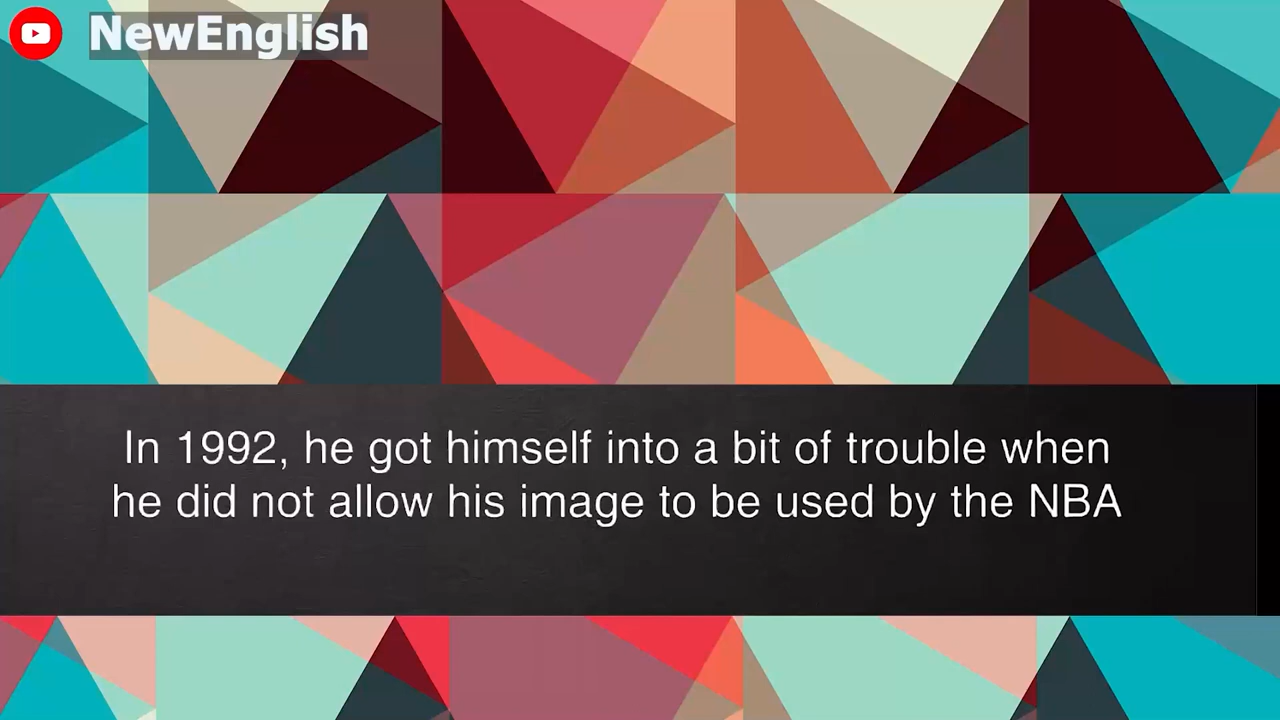 NewEnglish
In 1992, he got himself into a bit of trouble when
he did not allow his image to be used by the NBA